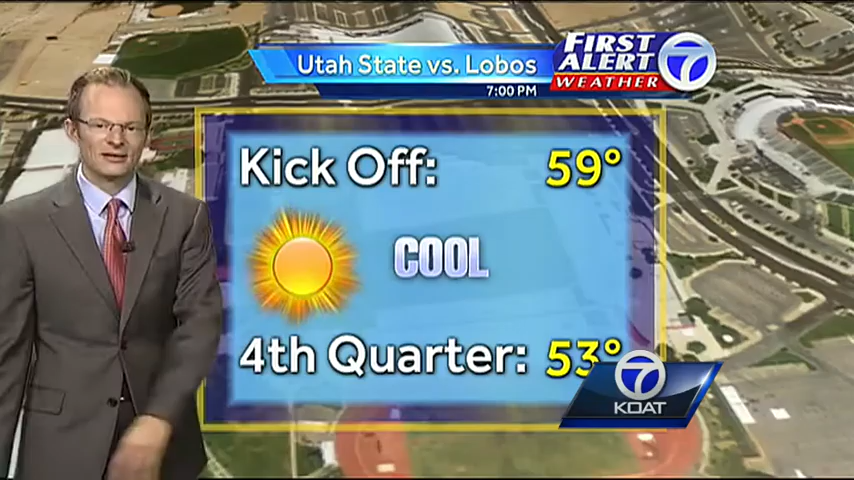 Utah State vs. Lobos
7:00 PM
FIRST
ALERT
WEATHER
7
Kick Off: 59°
COOL
4th Quarter: 53°
7
KOAT